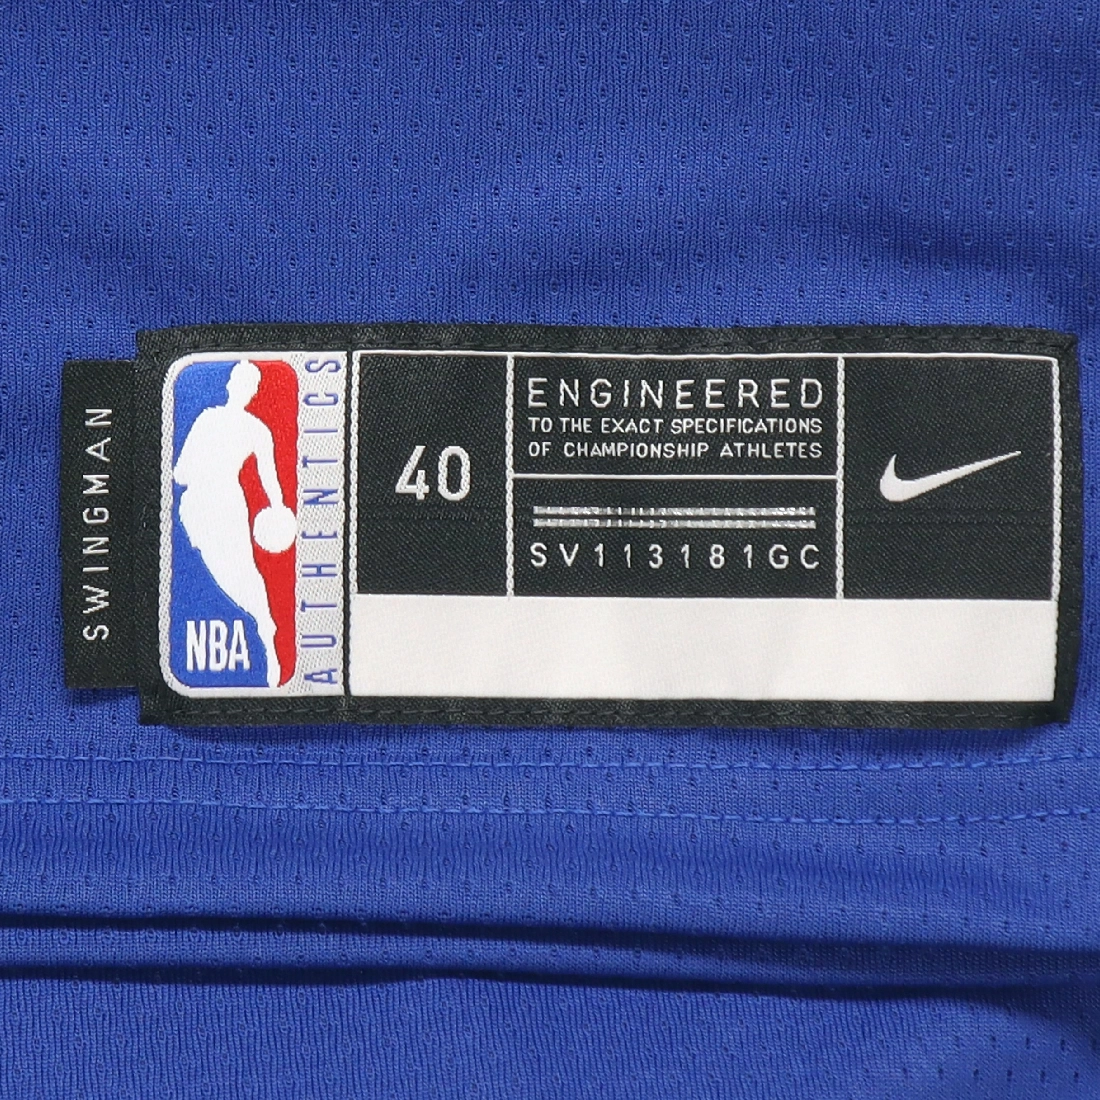 SWINGMAN
NBA
AUTHENTICS
40
ENGINEERED
TO THE EXACT SPECIFICATIONS
OF CHAMPIONSHIP ATHLETES
SV113181GC